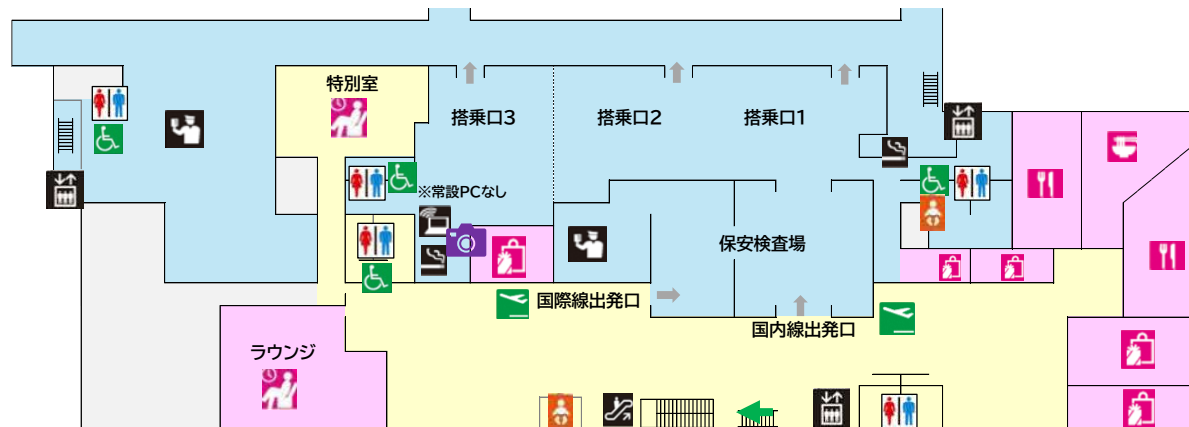 特別室
搭乗口3
搭乗口2
搭乗口1
※常設PCなし
保安検査場
国際線出発口
国内線出発口
ラウンジ